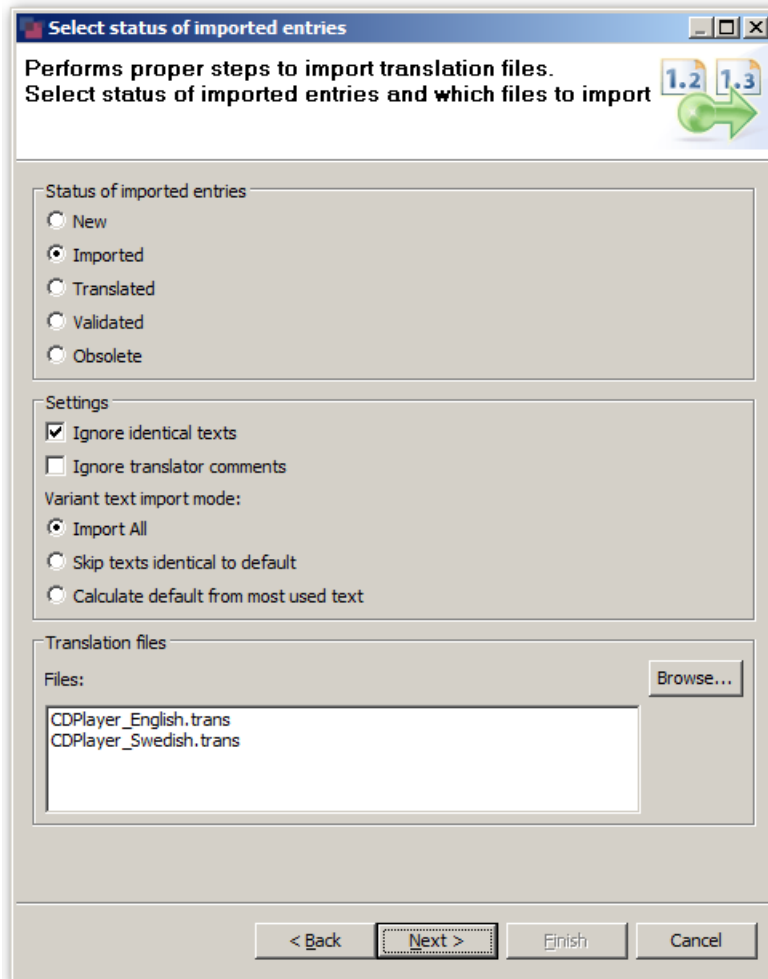 Select status of imported entries
Performs proper steps to import translation files.
Select status of imported entries and which files to import
1.2 1.3
Status of imported entries
New
Imported
Translated
Validated
Obsolete
Settings
Ignore identical texts
Ignore translator comments
Variant text import mode:
Import All
Skip texts identical to default
Calculate default from most used text
Translation files
Files:
Browse...
CDPlayer_English.trans
CDPlayer_Swedish.trans
< Back Next > Finish Cancel